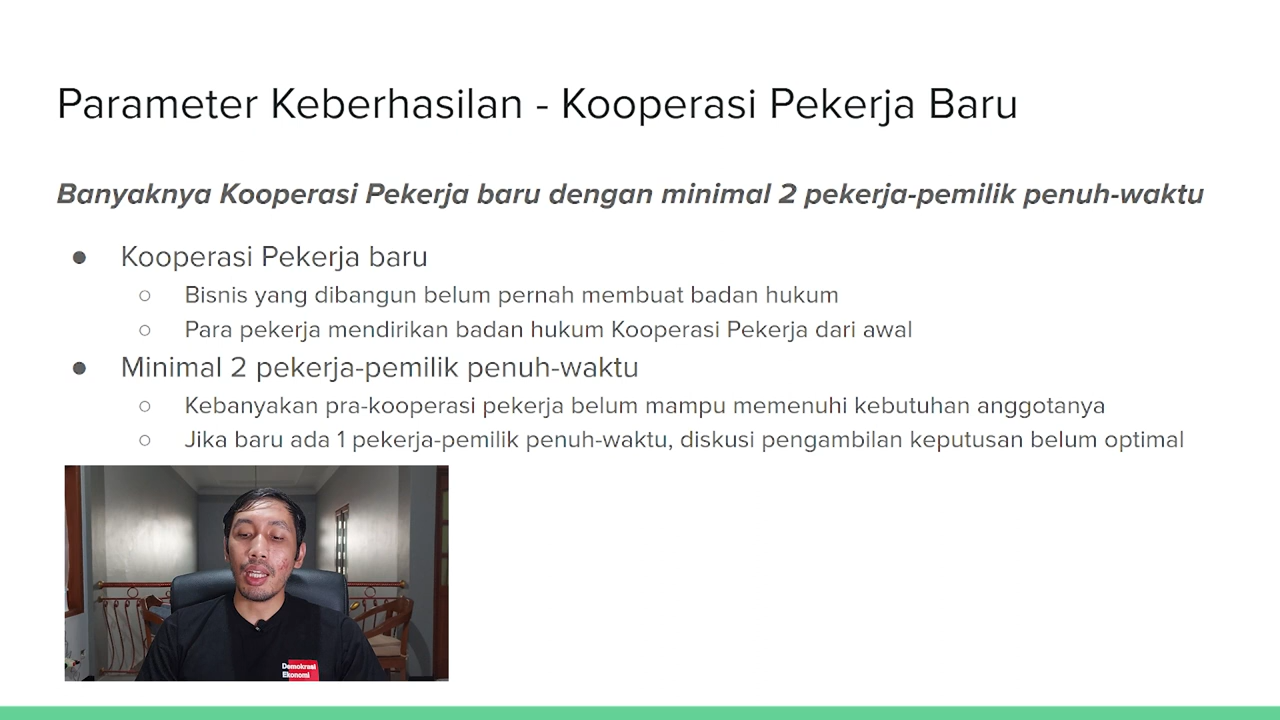 Parameter Keberhasilan - Kooperasi Pekerja Baru
Banyaknya Kooperasi Pekerja baru dengan minimal 2 pekerja-pemilik penuh-waktu
● Kooperasi Pekerja baru
○ Bisnis yang dibangun belum pernah membuat badan hukum
○ Para pekerja mendirikan badan hukum Kooperasi Pekerja dari awal
● Minimal 2 pekerja-pemilik penuh-waktu
○ Kebanyakan pra-kooperasi pekerja belum mampu memenuhi kebutuhan anggotanya
○ Jika baru ada 1 pekerja-pemilik penuh-waktu, diskusi pengambilan keputusan belum optimal
Demokrasi
Ekonomi